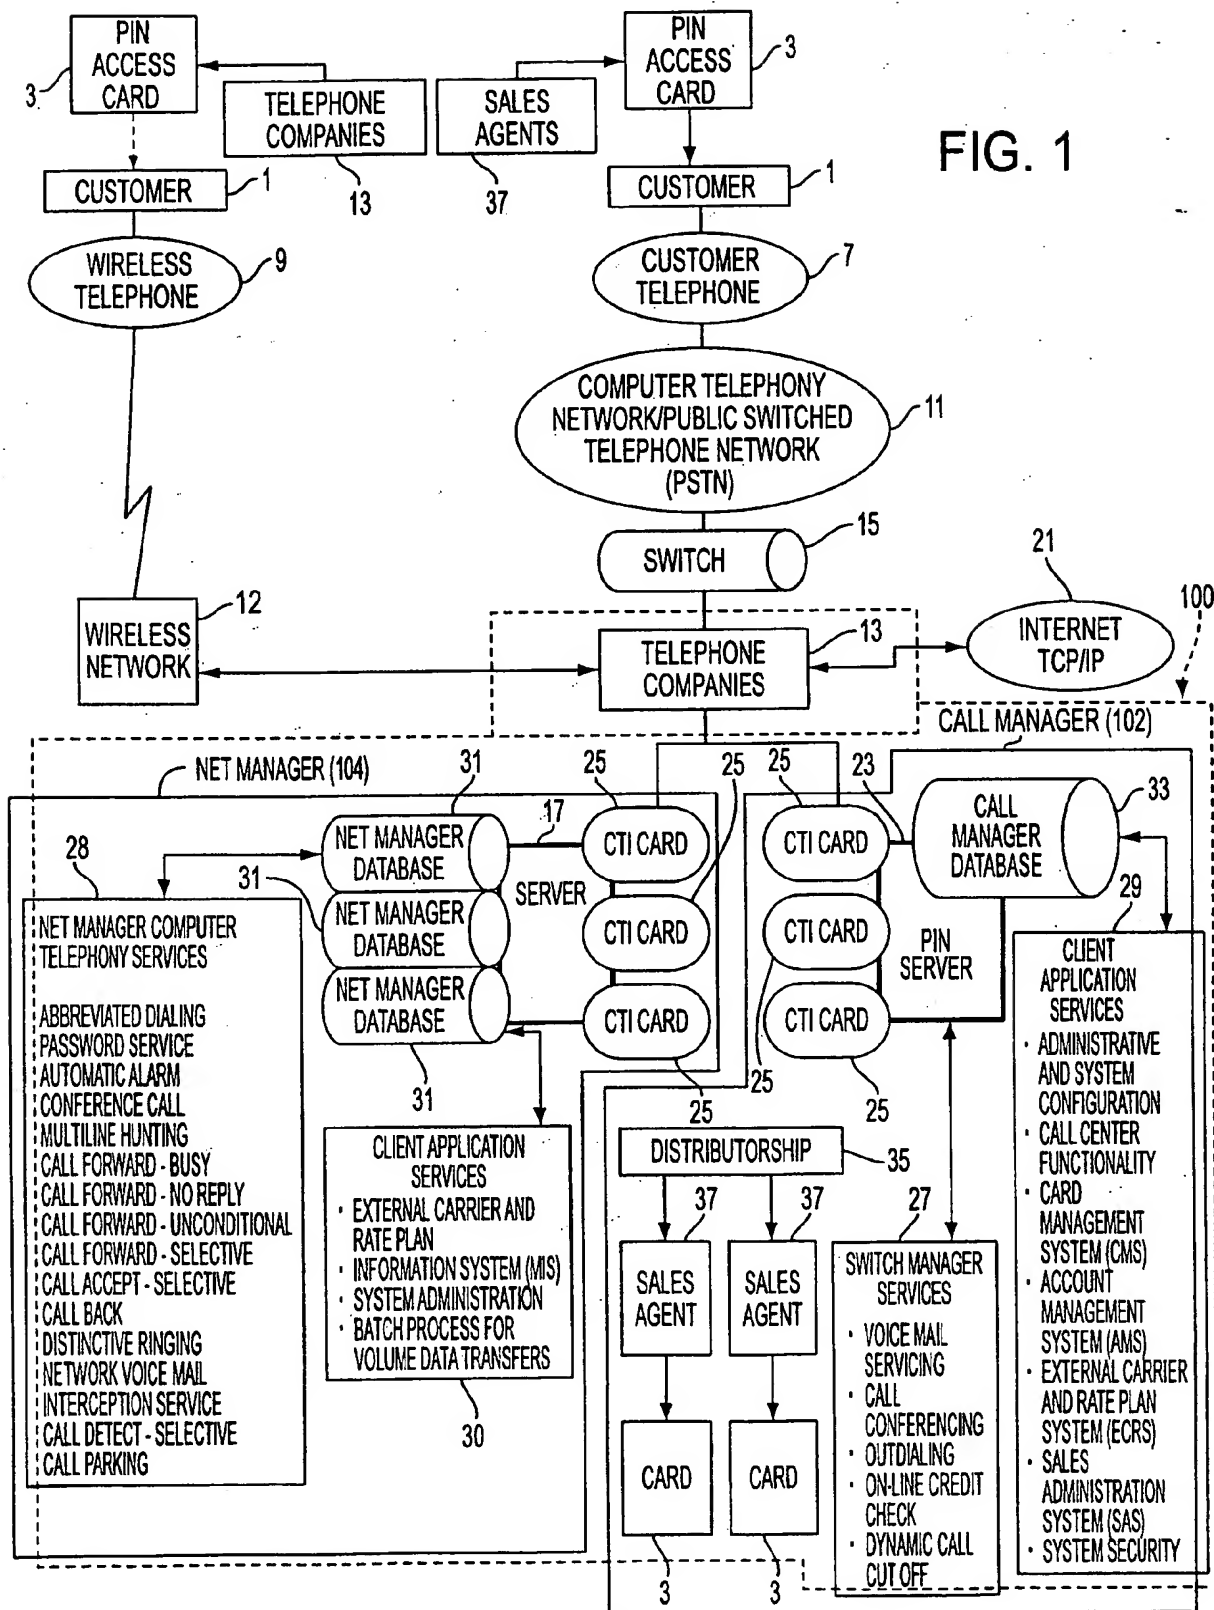 PIN
ACCESS
CARD
3
TELEPHONE
COMPANIES
13
SALES
AGENTS
37
PIN
ACCESS
CARD
3
FIG. 1
CUSTOMER
1
CUSTOMER
1
WIRELESS
TELEPHONE
9
CUSTOMER
TELEPHONE
7
COMPUTER TELEPHONY
NETWORK/PUBLIC SWITCHED
TELEPHONE NETWORK
(PSTN)
11
SWITCH
15
WIRELESS
NETWORK
12
TELEPHONE
COMPANIES
13
INTERNET
TCP/IP
21
100
CALL MANAGER (102)
NET MANAGER (104)
31
25
25
25
23
33
NET MANAGER
DATABASE
17
CTI CARD
CTI CARD
CALL
MANAGER
DATABASE
28
31
NET MANAGER
DATABASE
SERVER
CTI CARD
CTI CARD
PIN
SERVER
29
NET MANAGER
DATABASE
CTI CARD
CTI CARD
31
25
25
25
NET MANAGER COMPUTER
TELEPHONY SERVICES
ABBREVIATED DIALING
PASSWORD SERVICE
AUTOMATIC ALARM
CONFERENCE CALL
MULTILINE HUNTING
CALL FORWARD - BUSY
CALL FORWARD - NO REPLY
CALL FORWARD - UNCONDITIONAL
CALL FORWARD - SELECTIVE
CALL ACCEPT - SELECTIVE
CALL BACK
DISTINCTIVE RINGING
NETWORK VOICE MAIL
INTERCEPTION SERVICE
CALL DETECT - SELECTIVE
CALL PARKING
CLIENT APPLICATION
SERVICES
· EXTERNAL CARRIER AND
RATE PLAN
· INFORMATION SYSTEM (MIS)
· SYSTEM ADMINISTRATION
· BATCH PROCESS FOR
VOLUME DATA TRANSFERS
30
DISTRIBUTORSHIP
35
37
37
SALES
AGENT
SALES
AGENT
CARD
CARD
3
3
27
SWITCH MANAGER
SERVICES
· VOICE MAIL
SERVICING
· CALL
CONFERENCING
· OUTDIALING
· ON-LINE CREDIT
CHECK
· DYNAMIC CALL
CUT OFF
CLIENT
APPLICATION
SERVICES
· ADMINISTRATIVE
AND SYSTEM
CONFIGURATION
· CALL CENTER
FUNCTIONALITY
· CARD
MANAGEMENT
SYSTEM (CMS)
· ACCOUNT
MANAGEMENT
SYSTEM (AMS)
· EXTERNAL CARRIER
AND RATE PLAN
SYSTEM (ECRS)
· SALES
ADMINISTRATION
SYSTEM (SAS)
· SYSTEM SECURITY